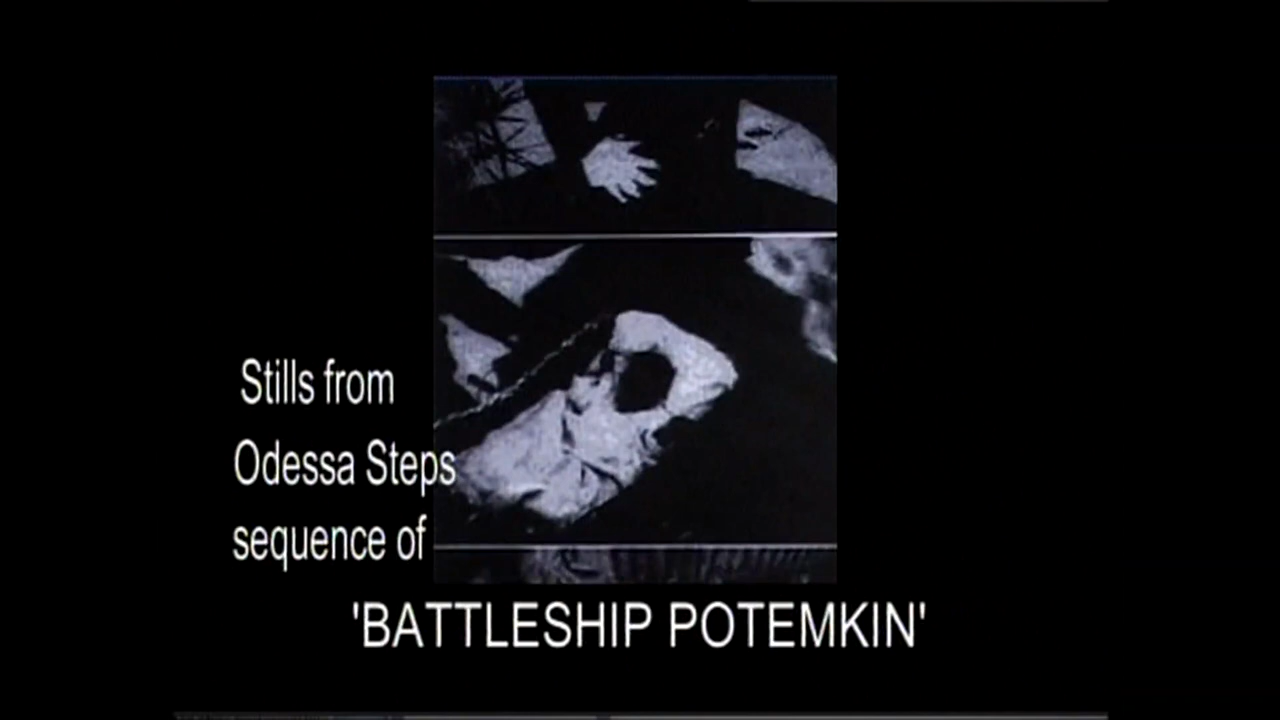 Stills from
Odessa Steps
sequence of
'BATTLESHIP POTEMKIN'